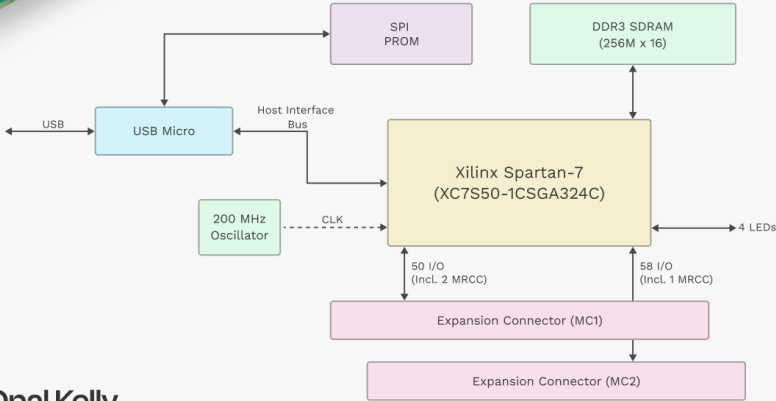 SPI
PROM
DDR3 SDRAM
(256M x 16)
USB
USB Micro
Host Interface
Bus
Xilinx Spartan-7
(XC7S50-1CSGA324C)
200 MHz
Oscillator
CLK
4 LEDs
50 I/O
(Incl. 2 MRCC)
58 I/O
(Incl. 1 MRCC)
Expansion Connector (MC1)
Expansion Connector (MC2)
Opal Kelly